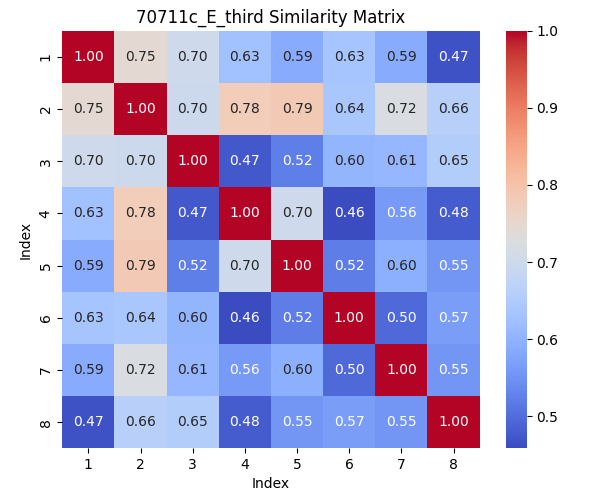 70711c_E_third Similarity Matrix
1 1.00 0.75 0.70 0.63 0.59 0.63 0.59 0.47
2 0.75 1.00 0.70 0.78 0.79 0.64 0.72 0.66
3 0.70 0.70 1.00 0.47 0.52 0.60 0.61 0.65
4 0.63 0.78 0.47 1.00 0.70 0.46 0.56 0.48
5 0.59 0.79 0.52 0.70 1.00 0.52 0.60 0.55
6 0.63 0.64 0.60 0.46 0.52 1.00 0.50 0.57
7 0.59 0.72 0.61 0.56 0.60 0.50 1.00 0.55
8 0.47 0.66 0.65 0.48 0.55 0.57 0.55 1.00
1 2 3 4 5 6 7 8
Index
Index
1.0
0.9
0.8
0.7
0.6
0.5